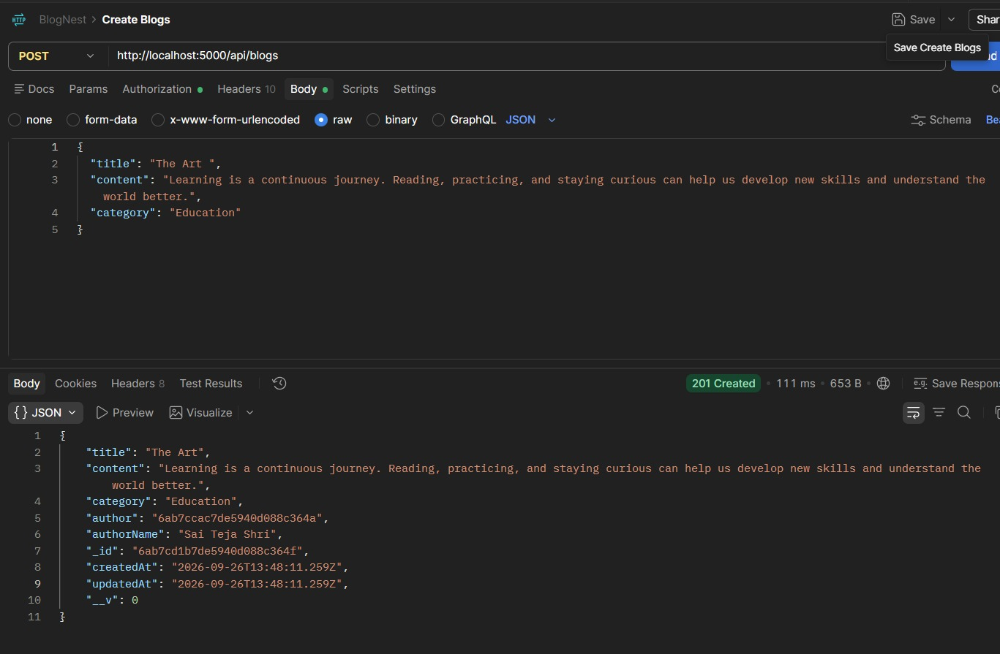 HTTP BlogNest > Create Blogs Save
POST http://localhost:5000/api/blogs
Save Create Blogs
Docs Params Authorization Headers 10 Body Scripts Settings
none form-data x-www-form-urlencoded raw binary GraphQL JSON Schema
1 {
2 "title": "The Art ",
3 "content": "Learning is a continuous journey. Reading, practicing, and staying curious can help us develop new skills and understand the
world better.",
4 "category": "Education"
5 }
Body Cookies Headers 8 Test Results 201 Created • 111 ms • 653 B • e.g. Save Respon
{} JSON Preview Visualize
1 {
2 "title": "The Art",
3 "content": "Learning is a continuous journey. Reading, practicing, and staying curious can help us develop new skills and understand the
world better.",
4 "category": "Education",
5 "author": "6ab7ccac7de5940d088c364a",
6 "authorName": "Sai Teja Shri",
7 "_id": "6ab7cd1b7de5940d088c364f",
8 "createdAt": "2026-09-26T13:48:11.259Z",
9 "updatedAt": "2026-09-26T13:48:11.259Z",
10 "__v": 0
11 }